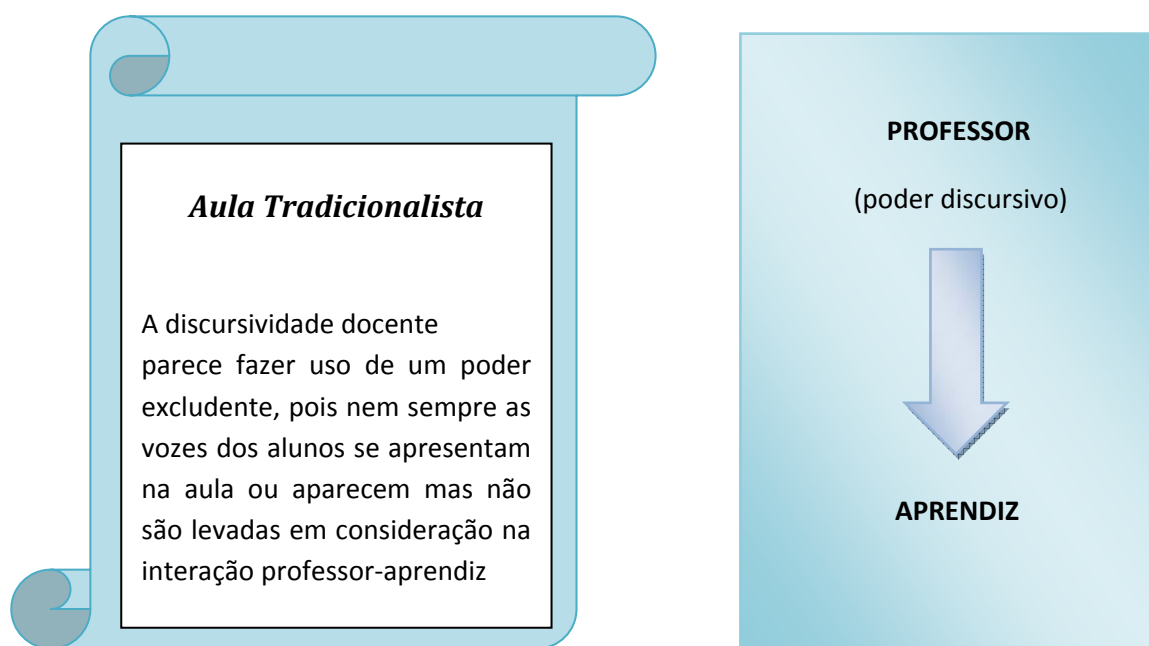 Aula Tradicionalista
A discursividade docente
parece fazer uso de um poder
excludente, pois nem sempre as
vozes dos alunos se apresentam
na aula ou aparecem mas não
são levadas em consideração na
interação professor-aprendiz
PROFESSOR
(poder discursivo)
APRENDIZ